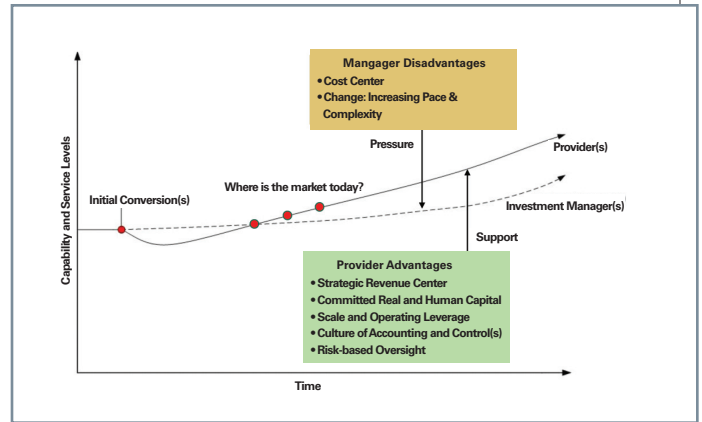 Mangager Disadvantages
• Cost Center
• Change: Increasing Pace &
Complexity
Pressure
Provider(s)
Where is the market today?
Initial Conversion(s)
Investment Manager(s)
Support
Provider Advantages
• Strategic Revenue Center
• Committed Real and Human Capital
• Scale and Operating Leverage
• Culture of Accounting and Control(s)
• Risk-based Oversight
Capability and Service Levels
Time